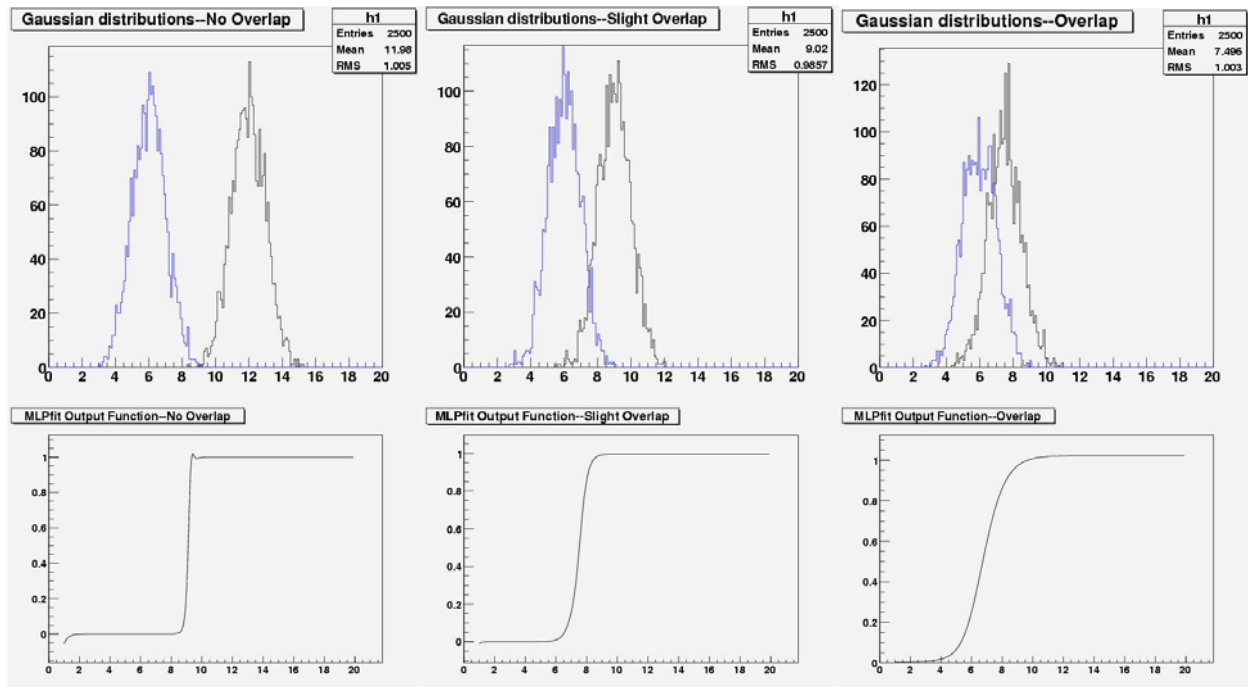 Gaussian distributions--No Overlap
h1
Entries 2500
Mean 11.98
RMS 1.005
100
80
60
40
20
0
0 2 4 6 8 10 12 14 16 18 20
Gaussian distributions--Slight Overlap
h1
Entries 2500
Mean 9.02
RMS 0.9857
100
80
60
40
20
0
0 2 4 6 8 10 12 14 16 18 20
Gaussian distributions--Overlap
h1
Entries 2500
Mean 7.496
RMS 1.003
120
100
80
60
40
20
0
0 2 4 6 8 10 12 14 16 18 20
MLPfit Output Function--No Overlap
1
0.8
0.6
0.4
0.2
0
0 2 4 6 8 10 12 14 16 18 20
MLPfit Output Function--Slight Overlap
1
0.8
0.6
0.4
0.2
0
0 2 4 6 8 10 12 14 16 18 20
MLPfit Output Function--Overlap
1
0.8
0.6
0.4
0.2
0
0 2 4 6 8 10 12 14 16 18 20